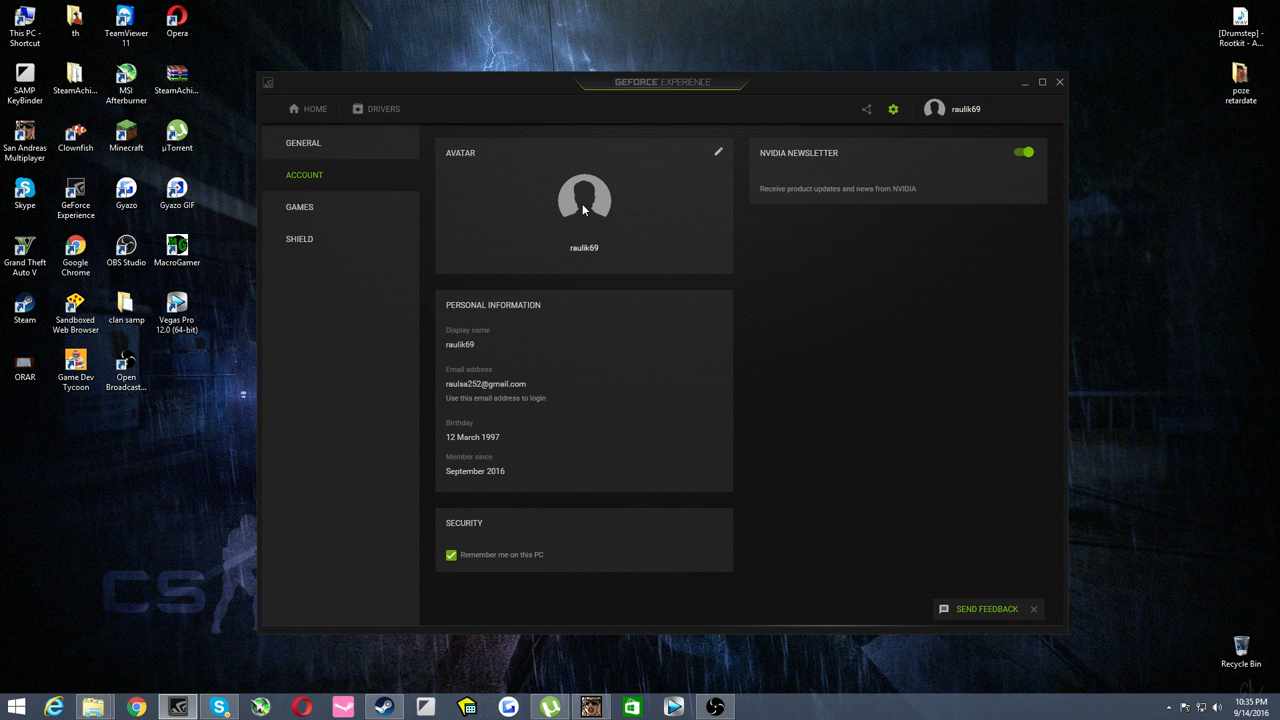 This PC -
Shortcut
th
TeamViewer
11
Opera
SAMP
KeyBinder
SteamAchi...
MSI
Afterburner
SteamAchi...
San Andreas
Multiplayer
Clownfish
Minecraft
µTorrent
Skype
GeForce
Experience
Gyazo
Gyazo GIF
Grand Theft
Auto V
Google
Chrome
OBS Studio
MacroGamer
Steam
Sandboxed
Web Browser
clan samp
Vegas Pro
12.0 (64-bit)
ORAR
Game Dev
Tycoon
Open
Broadcast...
[Drumstep] -
Rootkit - A...
poze
retardate
Recycle Bin
GEFORCE EXPERIENCE
HOME
DRIVERS
raulik69
GENERAL
ACCOUNT
GAMES
SHIELD
AVATAR
raulik69
NVIDIA NEWSLETTER
Receive product updates and news from NVIDIA
PERSONAL INFORMATION
Display name
raulik69
Email address
raulsa252@gmail.com
Use this email address to login
Birthday
12 March 1997
Member since
September 2016
SECURITY
Remember me on this PC
SEND FEEDBACK
CS
10:35 PM
9/14/2016